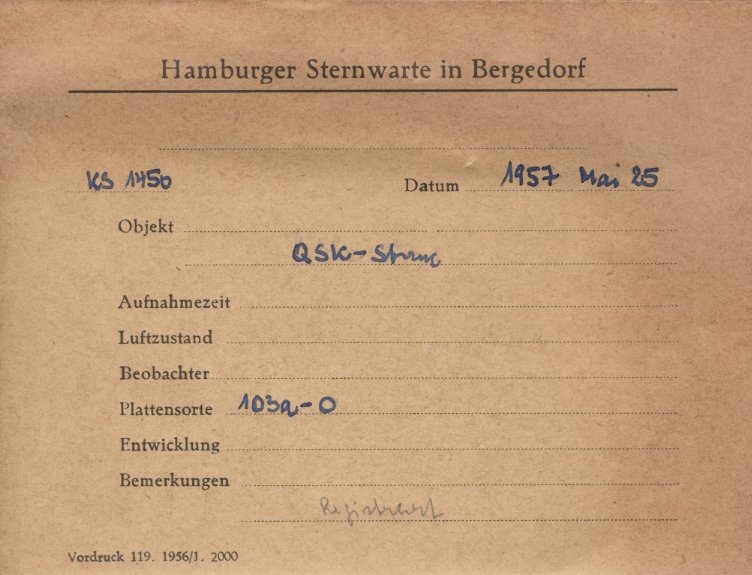 Hamburger Sternwarte in Bergedorf
KS 1450 Datum 1957 Mai 25
Objekt
QSK-Sterne
Aufnahmezeit
Luftzustand
Beobachter
Plattensorte 103a-O
Entwicklung
Bemerkungen
Registriert
Vordruck 119. 1956/1. 2000